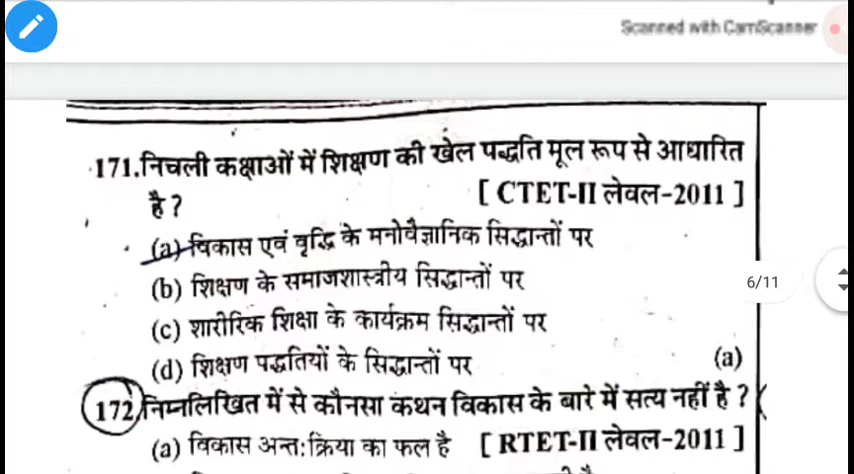 Scanned with CamScanner
171.निचली कक्षाओं में शिक्षण की खेल पद्धति मूल रूप से आधारित
है ? [ CTET-II लेवल-2011 ]
(a) विकास एवं वृद्धि के मनोवैज्ञानिक सिद्धान्तों पर
(b) शिक्षण के समाजशास्त्रीय सिद्धान्तों पर
6/11
(c) शारीरिक शिक्षा के कार्यक्रम सिद्धान्तों पर
(d) शिक्षण पद्धतियों के सिद्धान्तों पर (a)
172 निम्नलिखित में से कौनसा कथन विकास के बारे में सत्य नहीं है ?
(a) विकास अन्त:क्रिया का फल है [ RTET-II लेवल-2011 ]